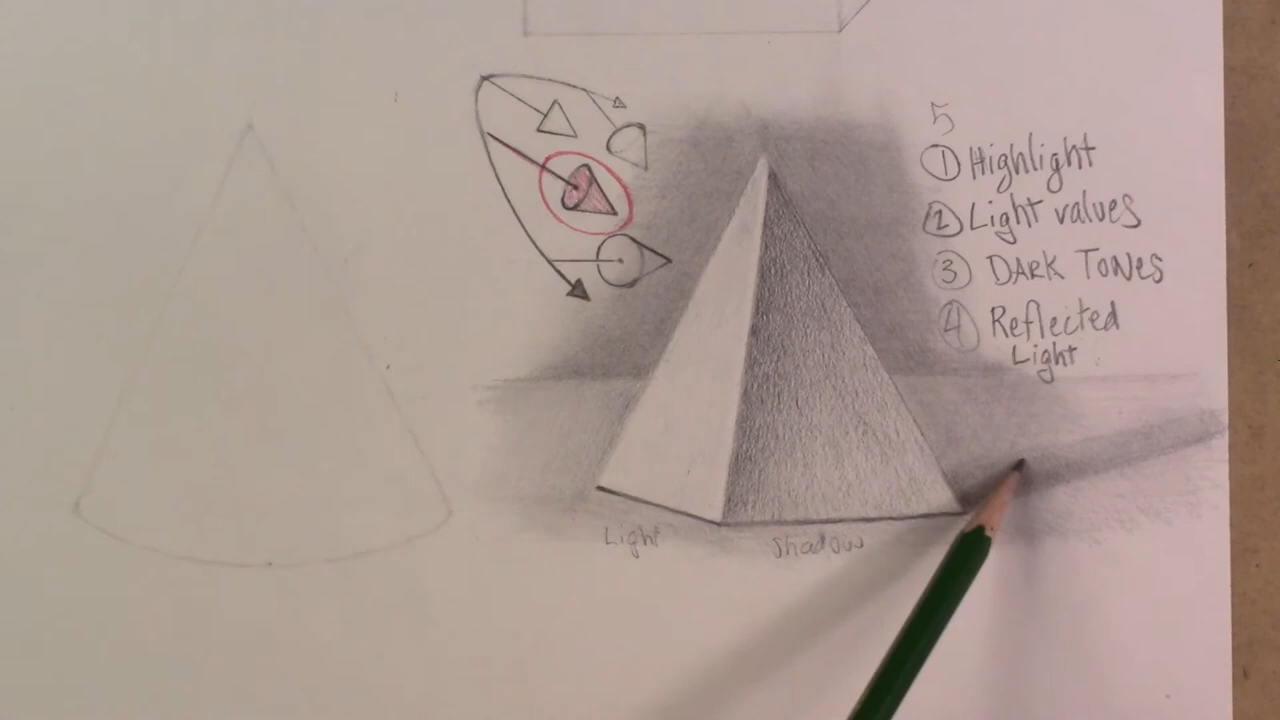 5
① Highlight
② Light values
③ DARK TONes
④ Reflected
Light
Light
Shadow